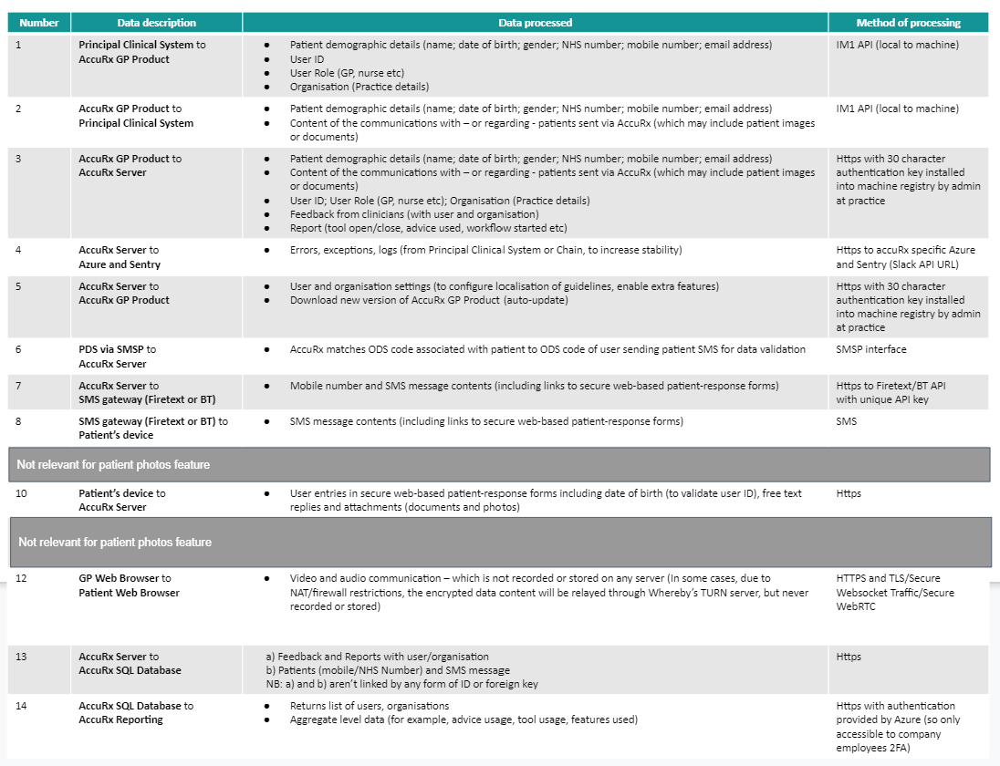 Number Data description Data processed Method of processing
1 Principal Clinical System to ● Patient demographic details (name; date of birth; gender; NHS number; mobile number; email address) IM1 API (local to machine)
AccuRx GP Product ● User ID
● User Role (GP, nurse etc)
● Organisation (Practice details)
2 AccuRx GP Product to ● Patient demographic details (name; date of birth; gender; NHS number; mobile number; email address) IM1 API (local to machine)
Principal Clinical System ● Content of the communications with – or regarding - patients sent via AccuRx (which may include patient images
or documents)
3 AccuRx GP Product to ● Patient demographic details (name; date of birth; gender; NHS number; mobile number; email address) Https with 30 character
AccuRx Server ● Content of the communications with – or regarding - patients sent via AccuRx (which may include patient images authentication key installed
or documents) into machine registry by admin
● User ID; User Role (GP, nurse etc); Organisation (Practice details) at practice
● Feedback from clinicians (with user and organisation)
● Report (tool open/close, advice used, workflow started etc)
4 AccuRx Server to ● Errors, exceptions, logs (from Principal Clinical System or Chain, to increase stability) Https to accuRx specific Azure
Azure and Sentry and Sentry (Slack API URL)
5 AccuRx Server to ● User and organisation settings (to configure localisation of guidelines, enable extra features) Https with 30 character
AccuRx GP Product ● Download new version of AccuRx GP Product (auto-update) authentication key installed
into machine registry by admin
at practice
6 PDS via SMSP to ● AccuRx matches ODS code associated with patient to ODS code of user sending patient SMS for data validation SMSP interface
AccuRx Server
7 AccuRx Server to ● Mobile number and SMS message contents (including links to secure web-based patient-response forms) Https to Firetext/BT API
SMS gateway (Firetext or BT) with unique API key
8 SMS gateway (Firetext or BT) to ● SMS message contents (including links to secure web-based patient-response forms) SMS
Patient's device
Not relevant for patient photos feature
10 Patient's device to ● User entries in secure web-based patient-response forms including date of birth (to validate user ID), free text Https
AccuRx Server replies and attachments (documents and photos)
Not relevant for patient photos feature
12 GP Web Browser to ● Video and audio communication – which is not recorded or stored on any server (In some cases, due to HTTPS and TLS/Secure
Patient Web Browser NAT/firewall restrictions, the encrypted data content will be relayed through Whereby's TURN server, but never Websocket Traffic/Secure
recorded or stored) WebRTC
13 AccuRx Server to a) Feedback and Reports with user/organisation Https
AccuRx SQL Database b) Patients (mobile/NHS Number) and SMS message
NB: a) and b) aren't linked by any form of ID or foreign key
14 AccuRx SQL Database to ● Returns list of users, organisations Https with authentication
AccuRx Reporting ● Aggregate level data (for example, advice usage, tool usage, features used) provided by Azure (so only
accessible to company
employees 2FA)